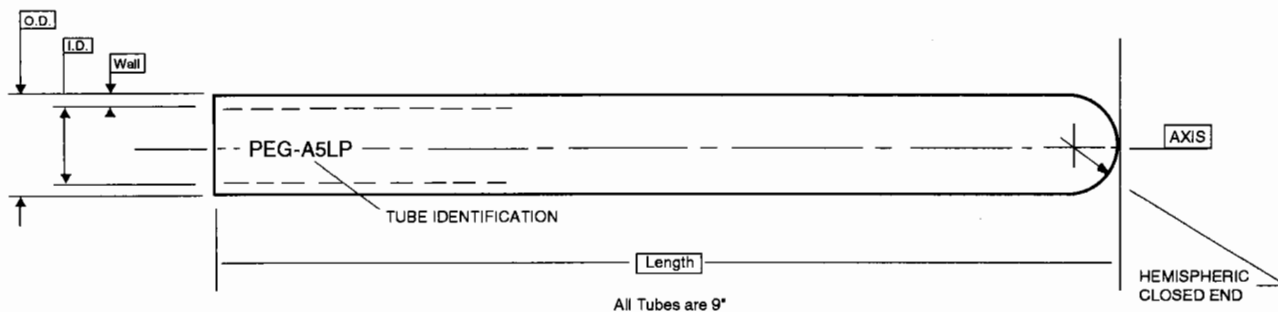 O.D.
I.D.
Wall
PEG-A5LP
AXIS
TUBE IDENTIFICATION
Length
HEMISPHERIC
CLOSED END
All Tubes are 9"